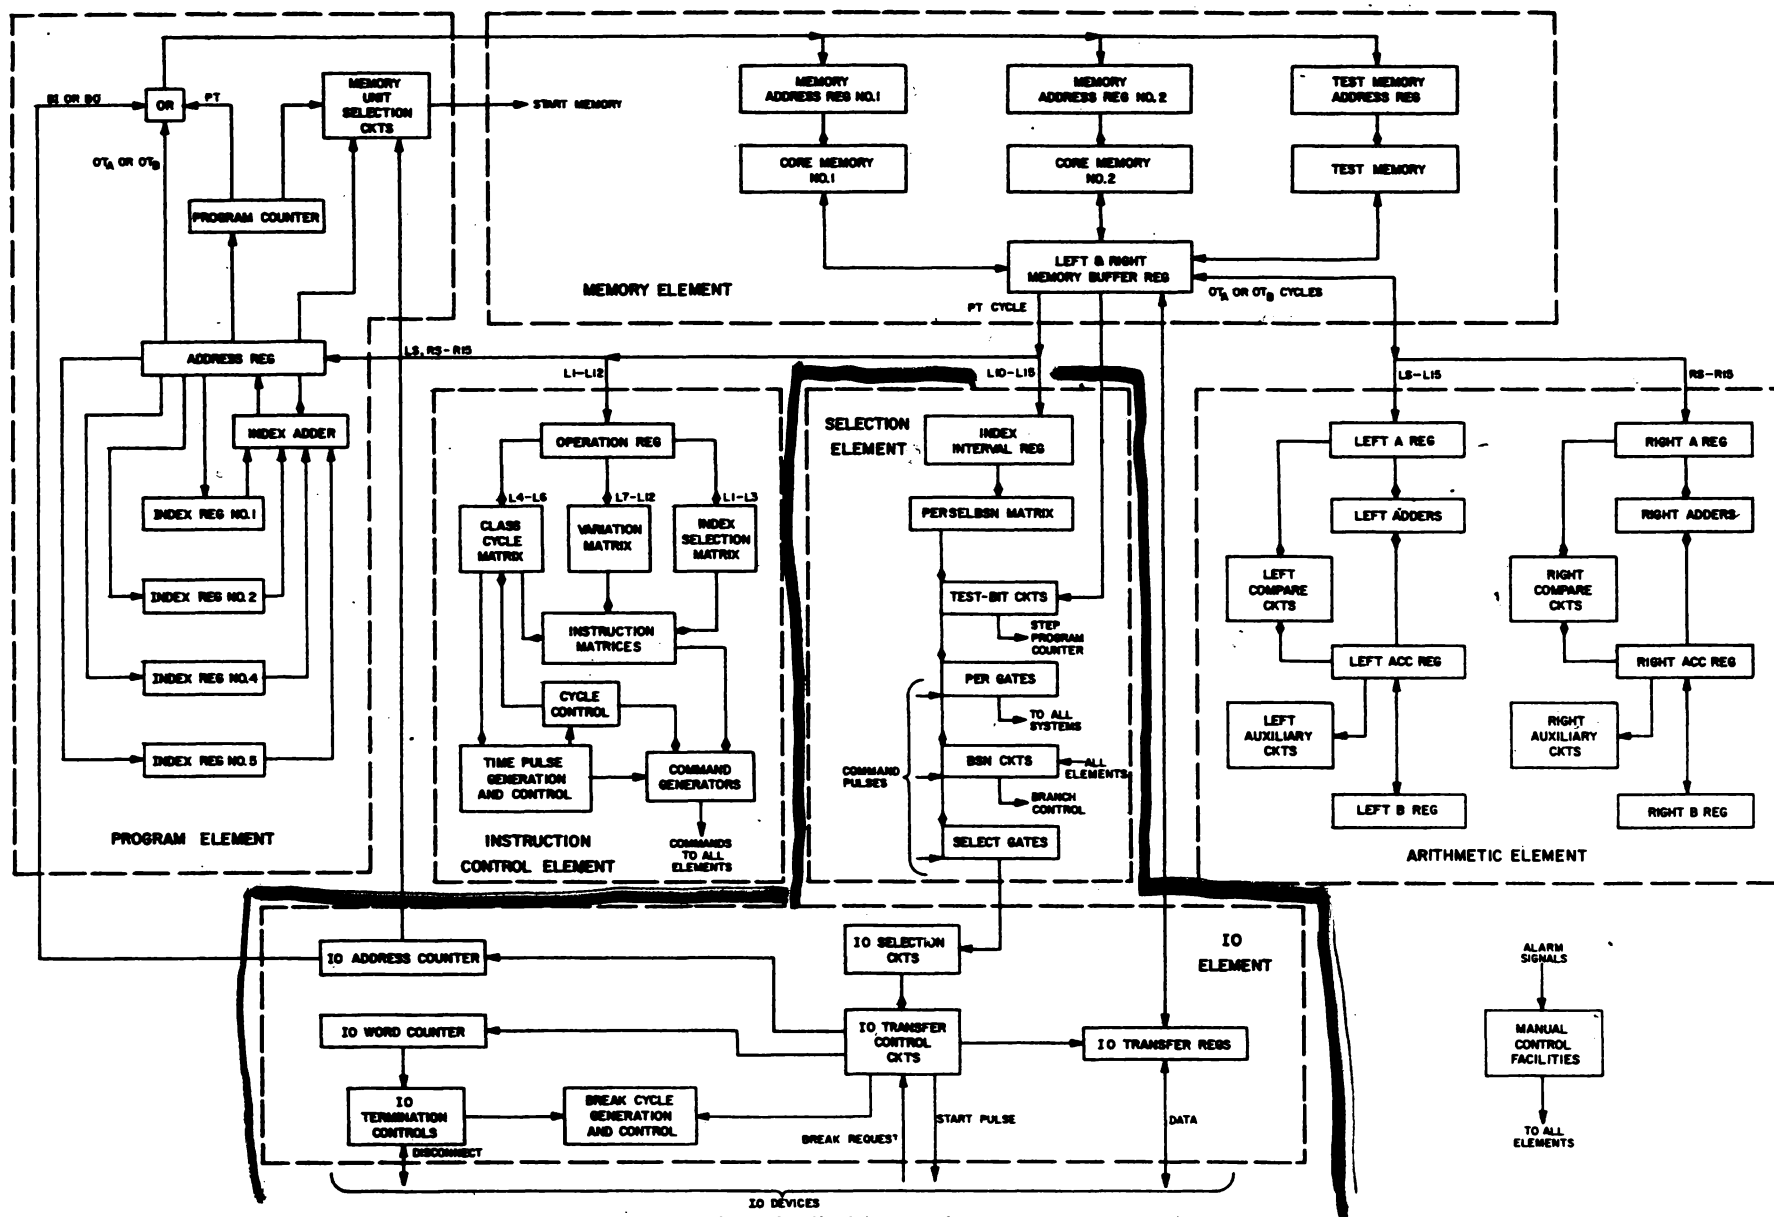 MEMORY
UNIT
SELECTION
CKTS
START MEMORY
BI OR BO
OR
PT
OT_A OR OT_B
PROGRAM COUNTER
ADDRESS REG
INDEX ADDER
INDEX REG NO.1
INDEX REG NO.2
INDEX REG NO.4
INDEX REG NO.5
PROGRAM ELEMENT
MEMORY
ADDRESS REG NO.1
MEMORY
ADDRESS REG NO.2
TEST MEMORY
ADDRESS REG
CORE MEMORY
NO.1
CORE MEMORY
NO.2
TEST MEMORY
LEFT & RIGHT
MEMORY BUFFER REG
MEMORY ELEMENT
PT CYCLE
OT_A OR OT_B CYCLES
LS, RS-R15
L1-L12
L10-L15
LS-L15
RS-R15
OPERATION REG
L4-L6
L7-L12
L1-L3
CLASS
CYCLE
MATRIX
VARIATION
MATRIX
INDEX
SELECTION
MATRIX
INSTRUCTION
MATRICES
CYCLE
CONTROL
TIME PULSE
GENERATION
AND CONTROL
COMMAND
GENERATORS
COMMANDS
TO ALL
ELEMENTS
INSTRUCTION
CONTROL ELEMENT
SELECTION
ELEMENT
INDEX
INTERVAL REG
PERSELBSN MATRIX
TEST-BIT CKTS
STEP
PROGRAM
COUNTER
PER GATES
TO ALL
SYSTEMS
BSN CKTS
ALL
ELEMENTS
BRANCH
CONTROL
COMMAND
PULSES
SELECT GATES
LEFT A REG
RIGHT A REG
LEFT ADDERS
RIGHT ADDERS
LEFT
COMPARE
CKTS
RIGHT
COMPARE
CKTS
LEFT ACC REG
RIGHT ACC REG
LEFT
AUXILIARY
CKTS
RIGHT
AUXILIARY
CKTS
LEFT B REG
RIGHT B REG
ARITHMETIC ELEMENT
IO
ELEMENT
IO SELECTION
CKTS
IO ADDRESS COUNTER
IO WORD COUNTER
IO TRANSFER
CONTROL
CKTS
IO TRANSFER REGS
IO
TERMINATION
CONTROLS
BREAK CYCLE
GENERATION
AND CONTROL
DISCONNECT
BREAK REQUEST
START PULSE
DATA
IO DEVICES
ALARM
SIGNALS
MANUAL
CONTROL
FACILITIES
TO ALL
ELEMENTS